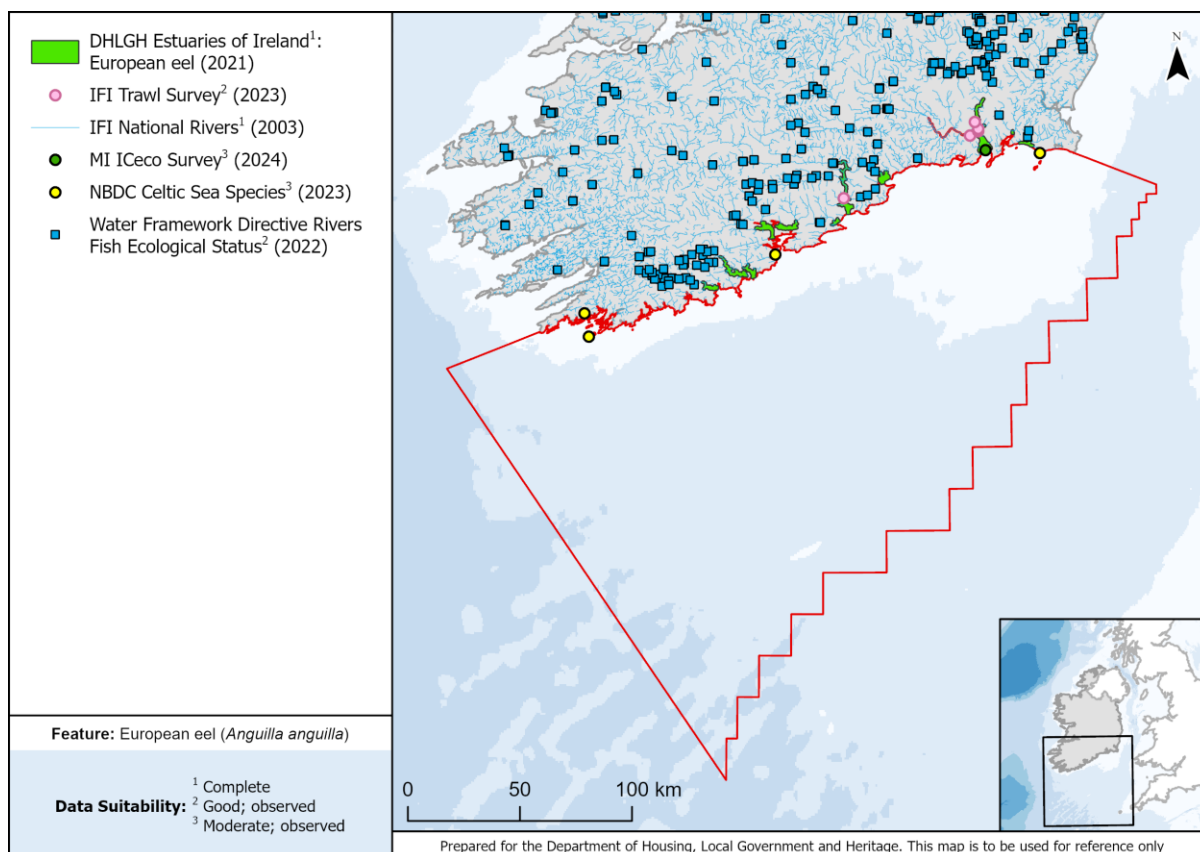 DHLGH Estuaries of Ireland¹:
European eel (2021)
IFI Trawl Survey² (2023)
IFI National Rivers¹ (2003)
MI ICeco Survey³ (2024)
NBDC Celtic Sea Species³ (2023)
Water Framework Directive Rivers
Fish Ecological Status² (2022)
N
Feature: European eel (Anguilla anguilla)
Data Suitability:
¹ Complete
² Good; observed
³ Moderate; observed
0 50 100 km
Prepared for the Department of Housing, Local Government and Heritage. This map is to be used for reference only